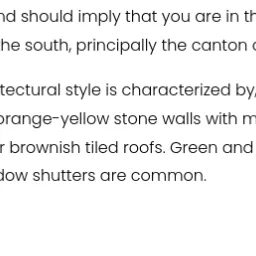 nd should imply that you are in th
he south, principally the canton
tectural style is characterized by,
orange-yellow stone walls with m
r brownish tiled roofs. Green and
dow shutters are common.